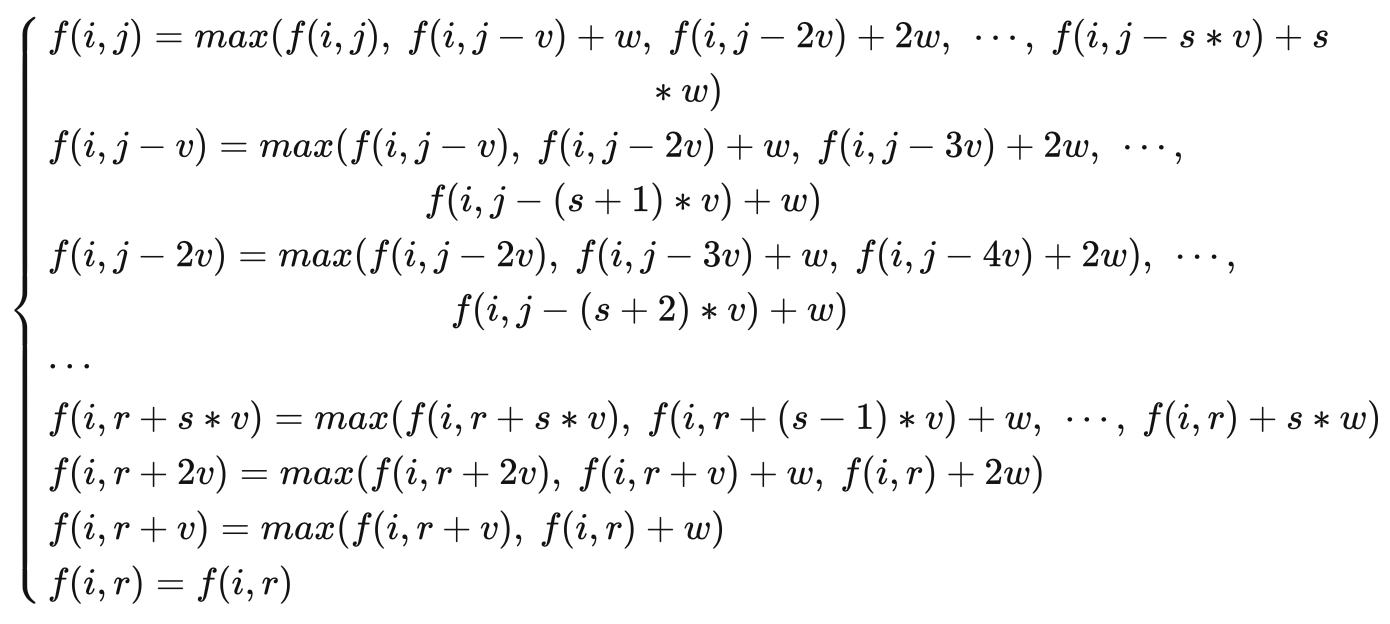 f(i, j) = max(f(i, j), f(i, j − v) + w, f(i, j − 2v) + 2w, ⋯, f(i, j − s ∗ v) + s
∗ w)
f(i, j − v) = max(f(i, j − v), f(i, j − 2v) + w, f(i, j − 3v) + 2w, ⋯,
f(i, j − (s + 1) ∗ v) + w)
f(i, j − 2v) = max(f(i, j − 2v), f(i, j − 3v) + w, f(i, j − 4v) + 2w), ⋯,
f(i, j − (s + 2) ∗ v) + w)
⋯
f(i, r + s ∗ v) = max(f(i, r + s ∗ v), f(i, r + (s − 1) ∗ v) + w, ⋯, f(i, r) + s ∗ w)
f(i, r + 2v) = max(f(i, r + 2v), f(i, r + v) + w, f(i, r) + 2w)
f(i, r + v) = max(f(i, r + v), f(i, r) + w)
f(i, r) = f(i, r)